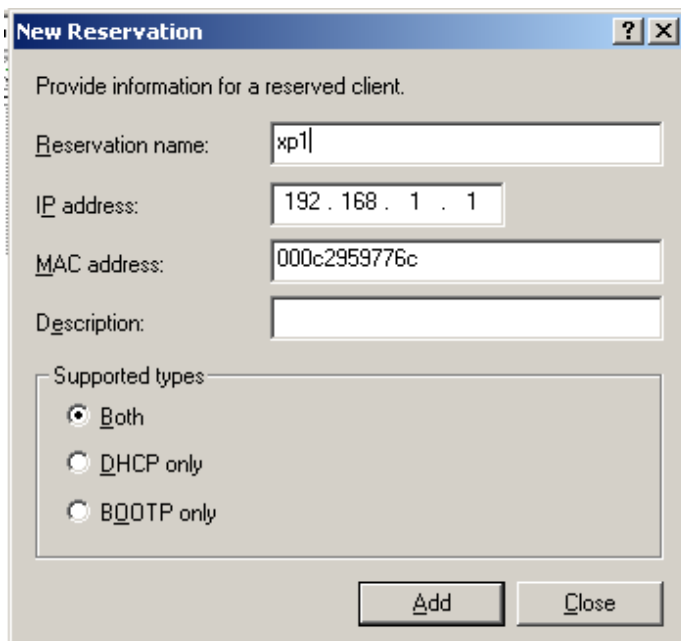 New Reservation
Provide information for a reserved client.
Reservation name: xp1
IP address: 192 . 168 . 1 . 1
MAC address: 000c2959776c
Description:
Supported types
Both
DHCP only
BOOTP only
Add Close